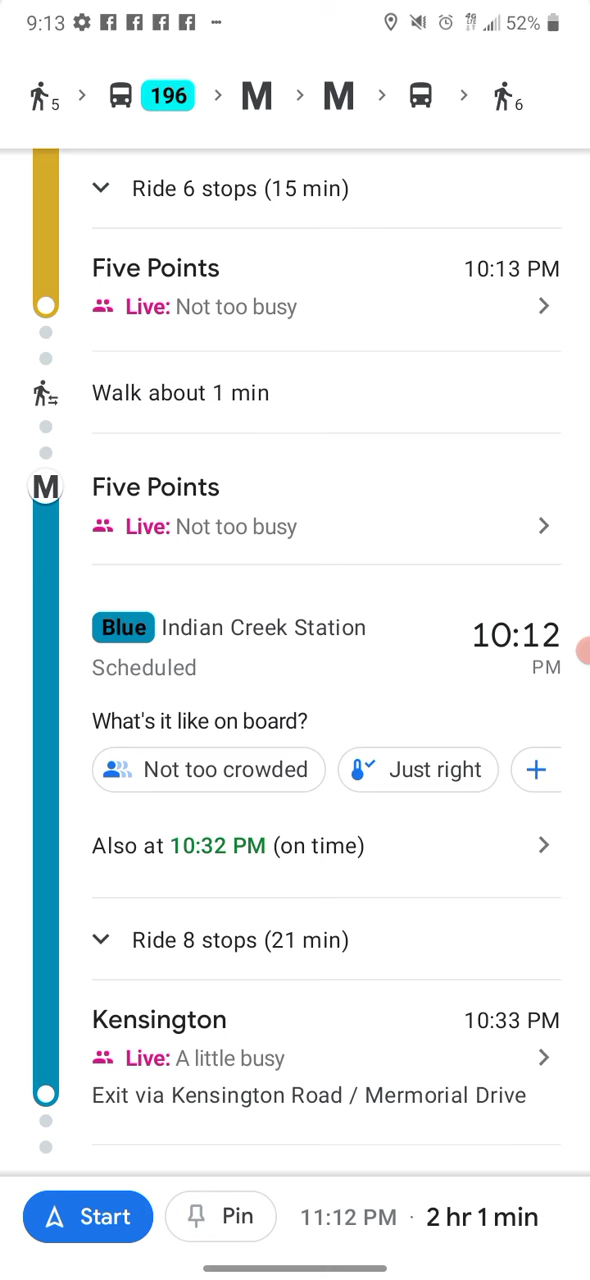 9:13 52%
5 > 196 > M > M > > 6
Ride 6 stops (15 min)
Five Points 10:13 PM
Live: Not too busy
Walk about 1 min
M Five Points
Live: Not too busy
Blue Indian Creek Station 10:12
Scheduled PM
What's it like on board?
Not too crowded Just right +
Also at 10:32 PM (on time)
Ride 8 stops (21 min)
Kensington 10:33 PM
Live: A little busy
Exit via Kensington Road / Mermorial Drive
Start Pin 11:12 PM · 2 hr 1 min